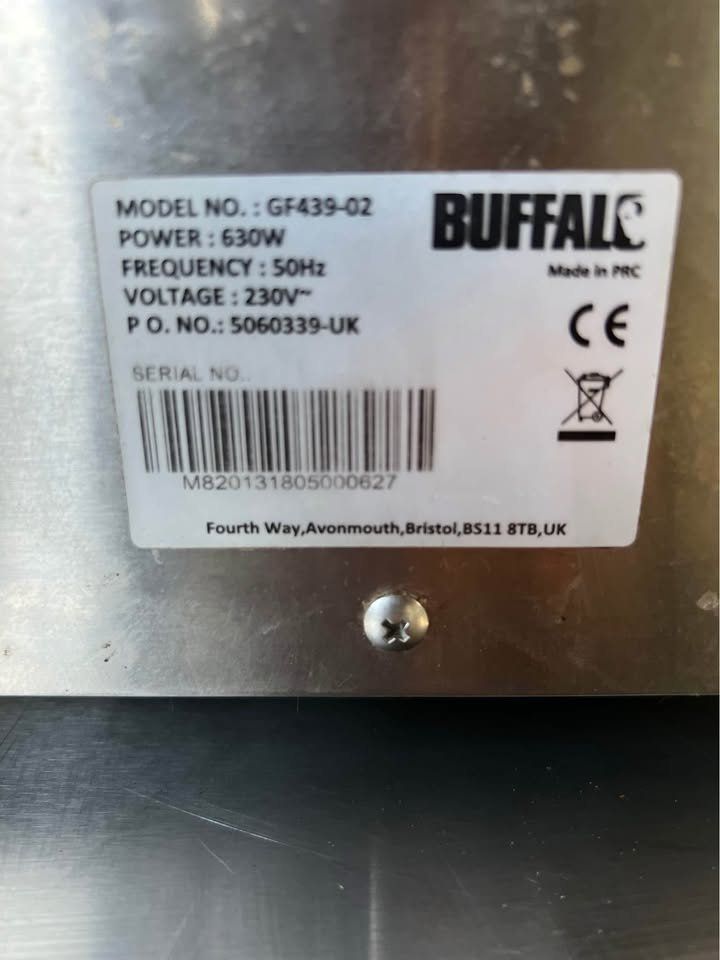 MODEL NO. : GF439-02
POWER : 630W
FREQUENCY : 50Hz
VOLTAGE : 230V~
P O. NO.: 5060339-UK
BUFFALO
Made in PRC
CE
SERIAL NO..
M820131805000627
Fourth Way,Avonmouth,Bristol,BS11 8TB,UK